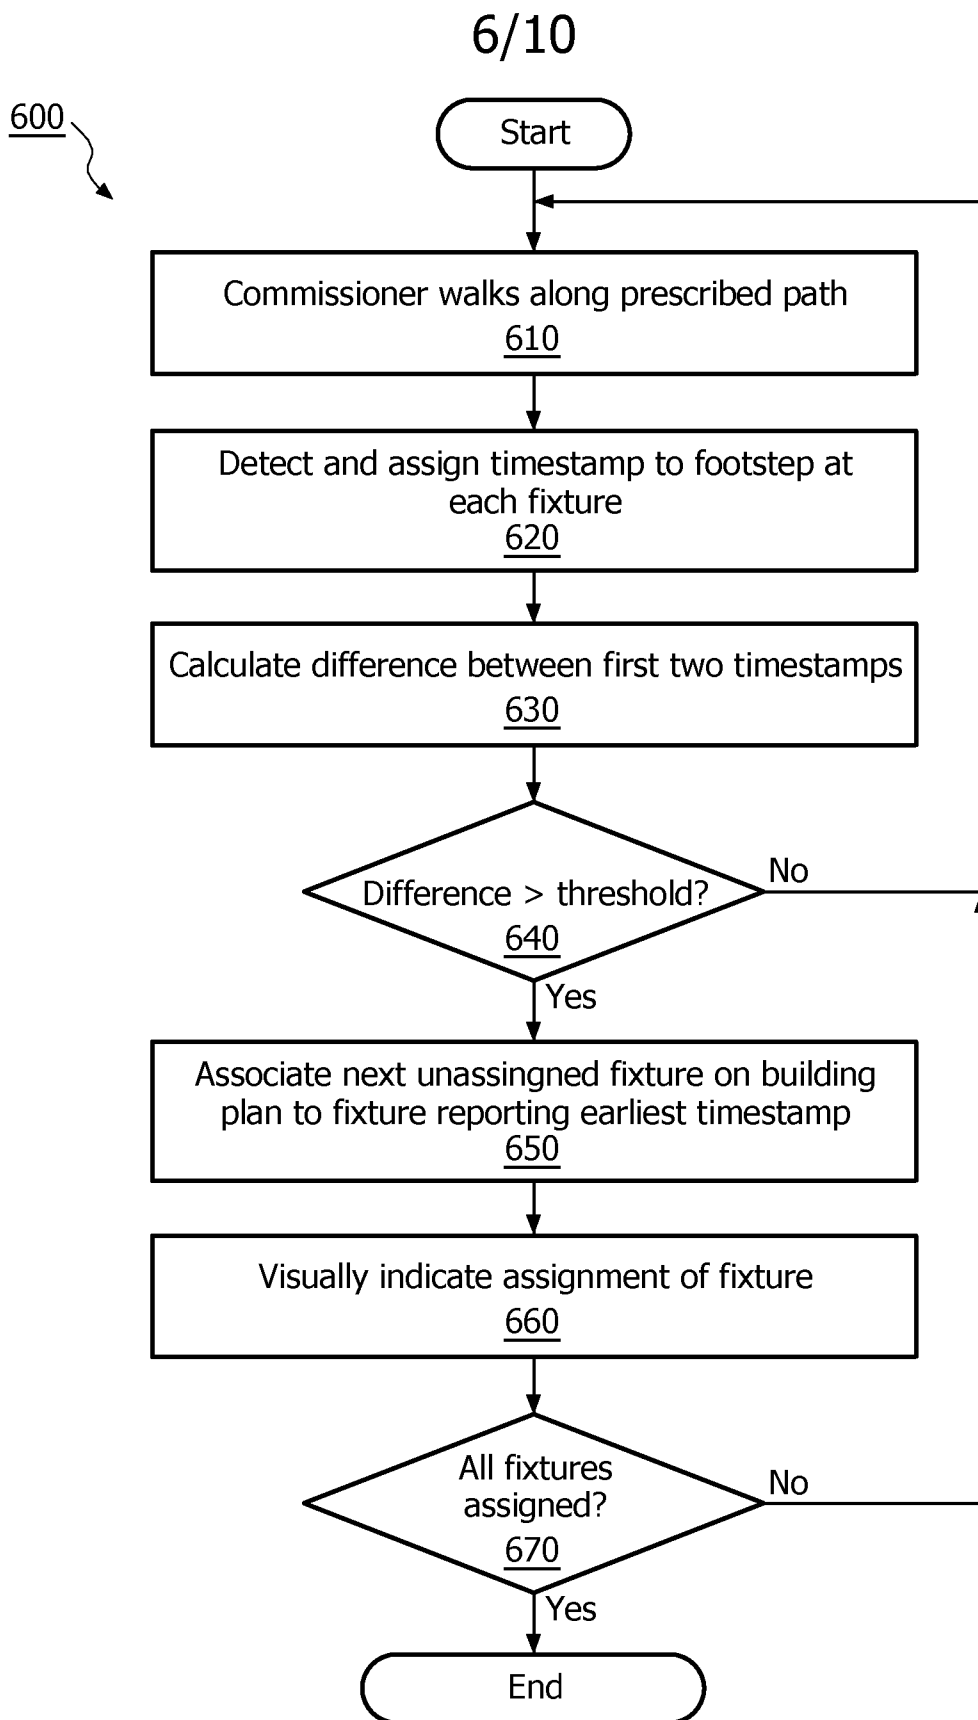 6/10
600
Start
Commissioner walks along prescribed path
610
Detect and assign timestamp to footstep at
each fixture
620
Calculate difference between first two timestamps
630
Difference > threshold?
640
No
Yes
Associate next unassingned fixture on building
plan to fixture reporting earliest timestamp
650
Visually indicate assignment of fixture
660
All fixtures
assigned?
670
No
Yes
End